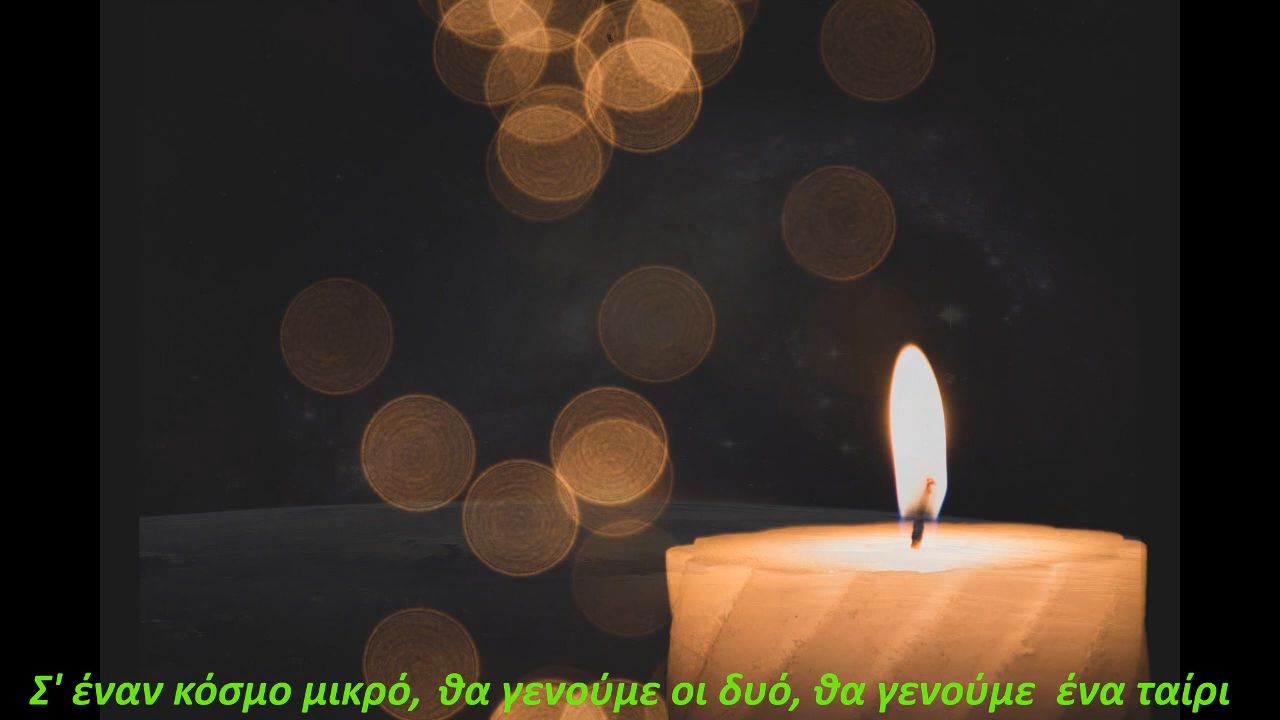 Σ' έναν κόσμο μικρό, θα γενούμε οι δυό, θα γενούμε ένα ταίρι